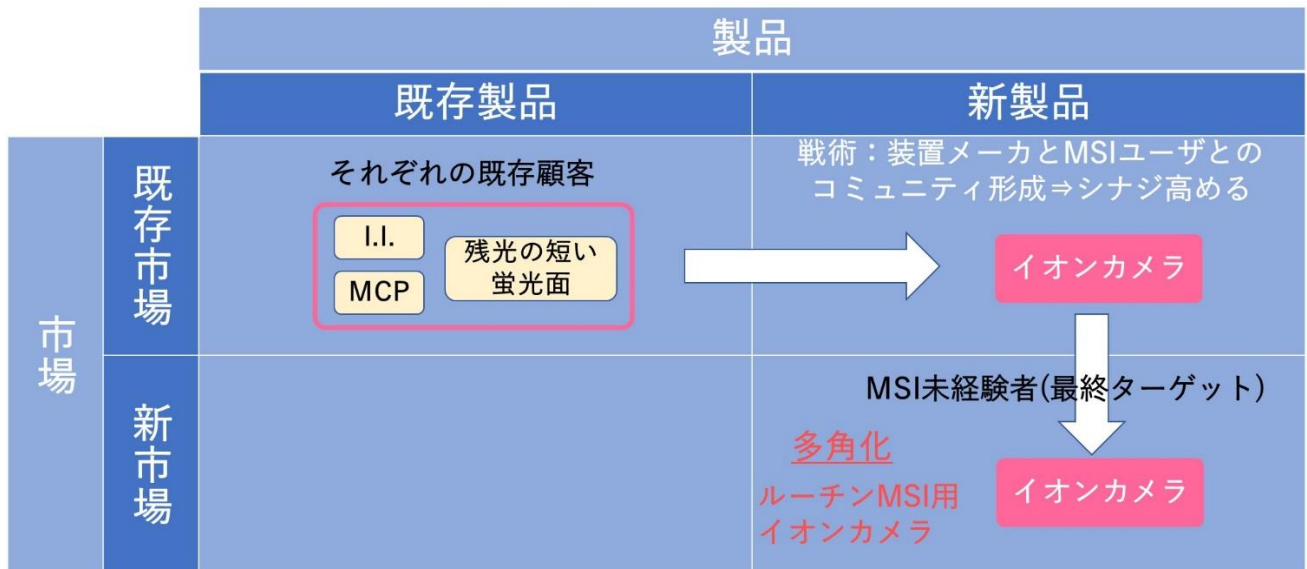 製品
既存製品
新製品
市場
既存市場
それぞれの既存顧客
I.I.
MCP
残光の短い
蛍光面
戦術：装置メーカとMSIユーザとの
コミュニティ形成⇒シナジ高める
イオンカメラ
新市場
MSI未経験者(最終ターゲット)
多角化
ルーチンMSI用
イオンカメラ
イオンカメラ